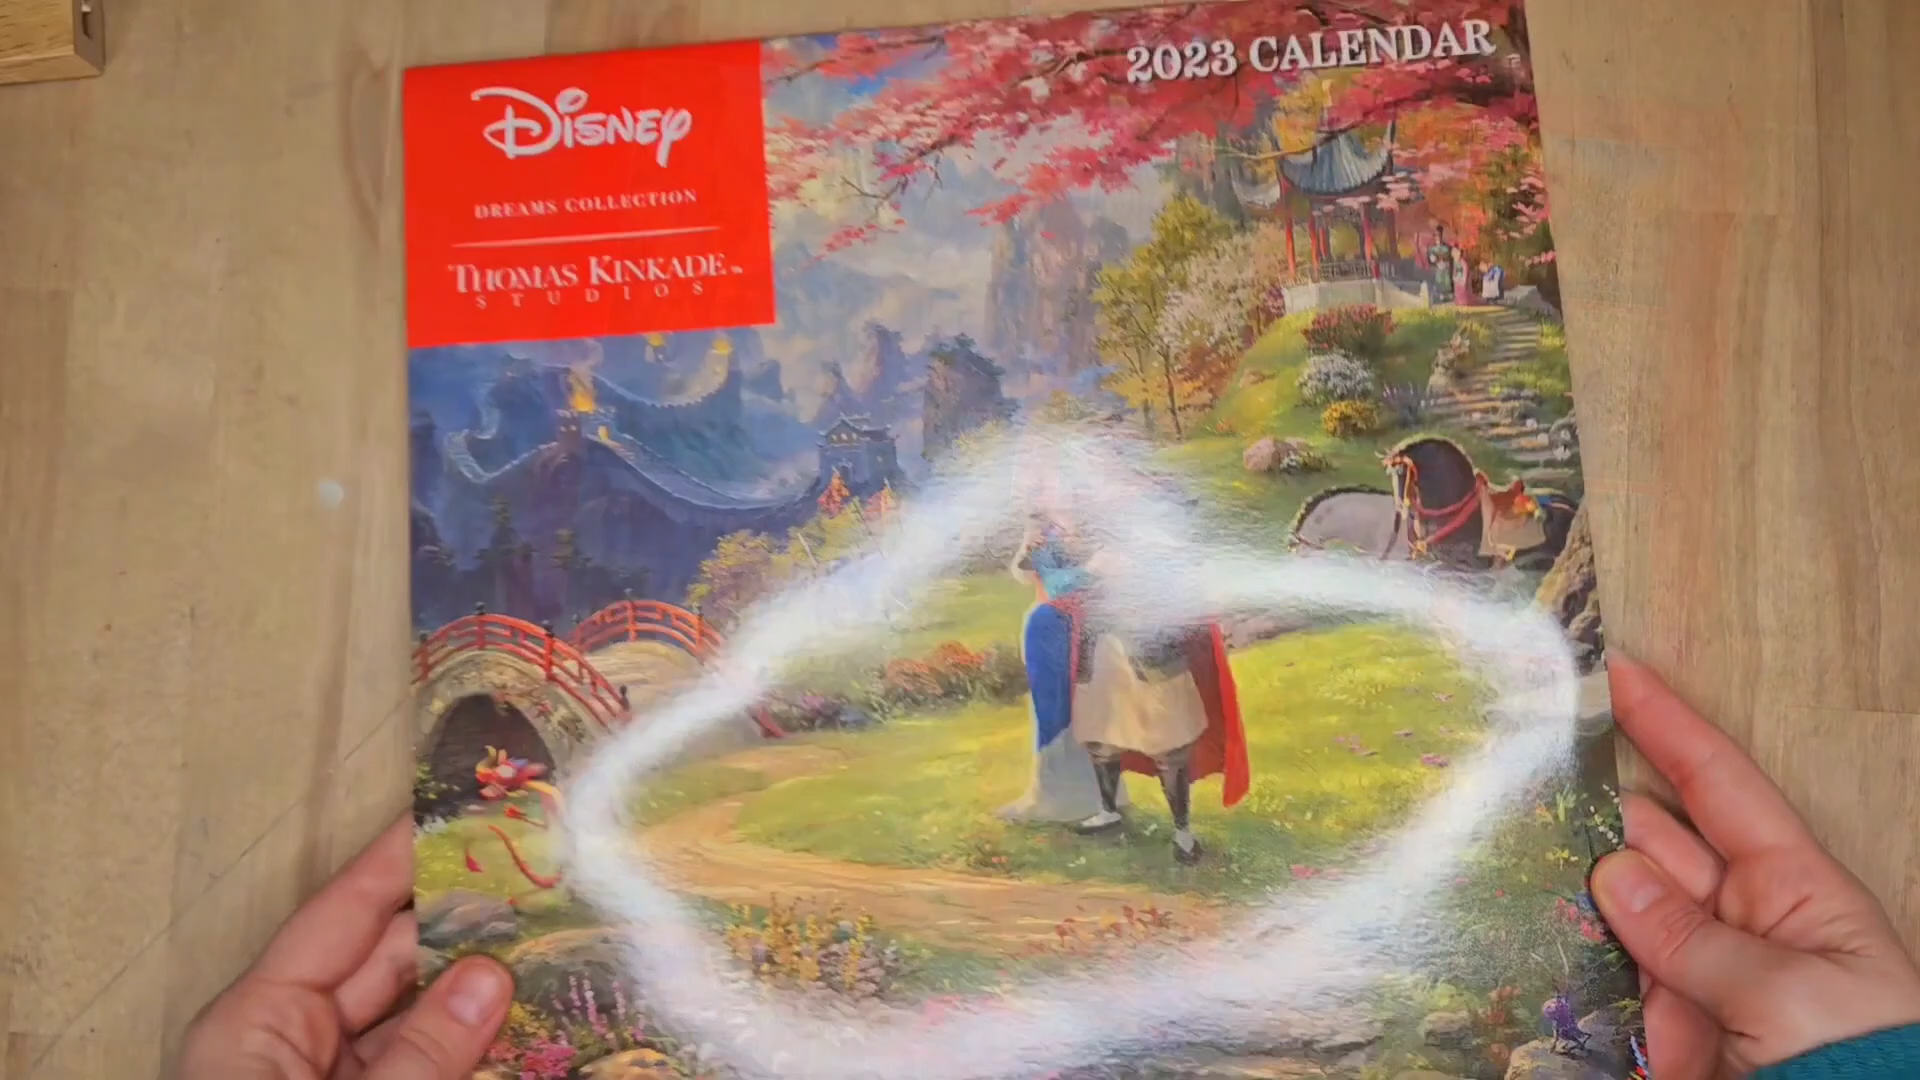 2023 CALENDAR
Disney
DREAMS COLLECTION
THOMAS KINKADE
STUDIOS